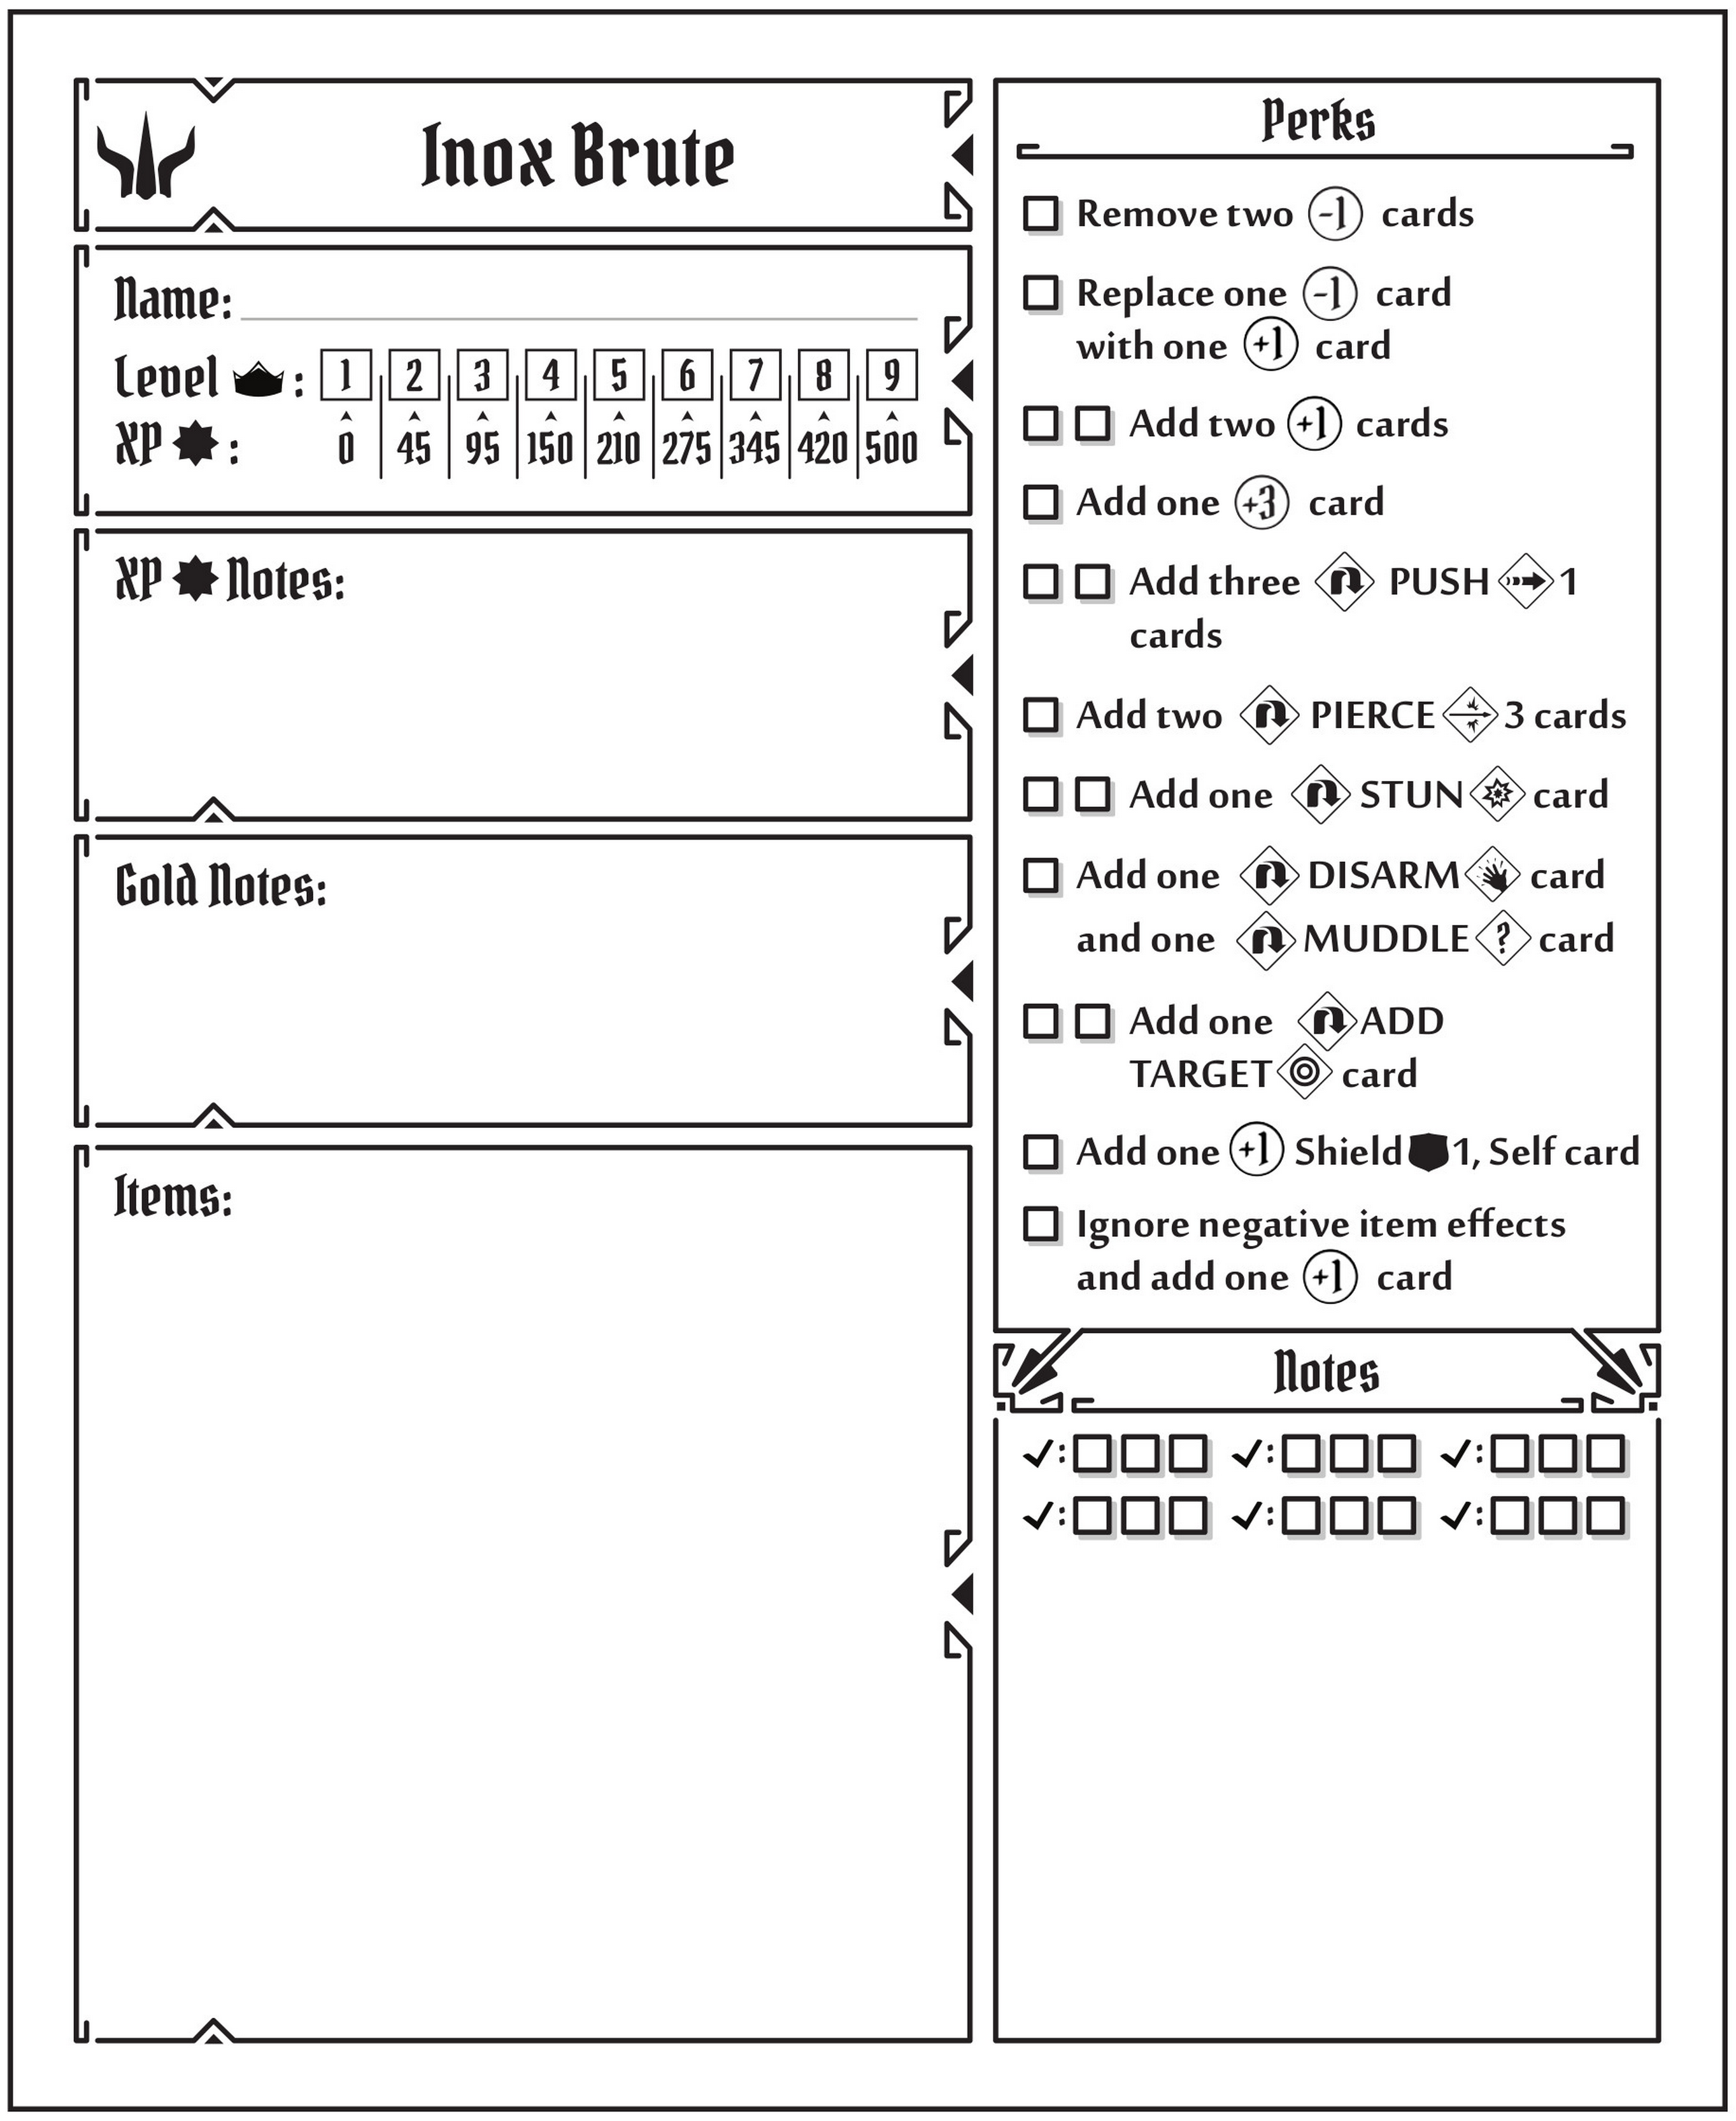 Inox Brute
Name:
Level :
1 2 3 4 5 6 7 8 9
XP :
0 45 95 150 210 275 345 420 500
XP Notes:
Gold Notes:
Items:
Perks
Remove two -1 cards
Replace one -1 card
with one +1 card
Add two +1 cards
Add one +3 card
Add three PUSH 1
cards
Add two PIERCE 3 cards
Add one STUN card
Add one DISARM card
and one MUDDLE ? card
Add one ADD
TARGET card
Add one +1 Shield 1, Self card
Ignore negative item effects
and add one +1 card
Notes
✓: ✓: ✓:
✓: ✓: ✓: